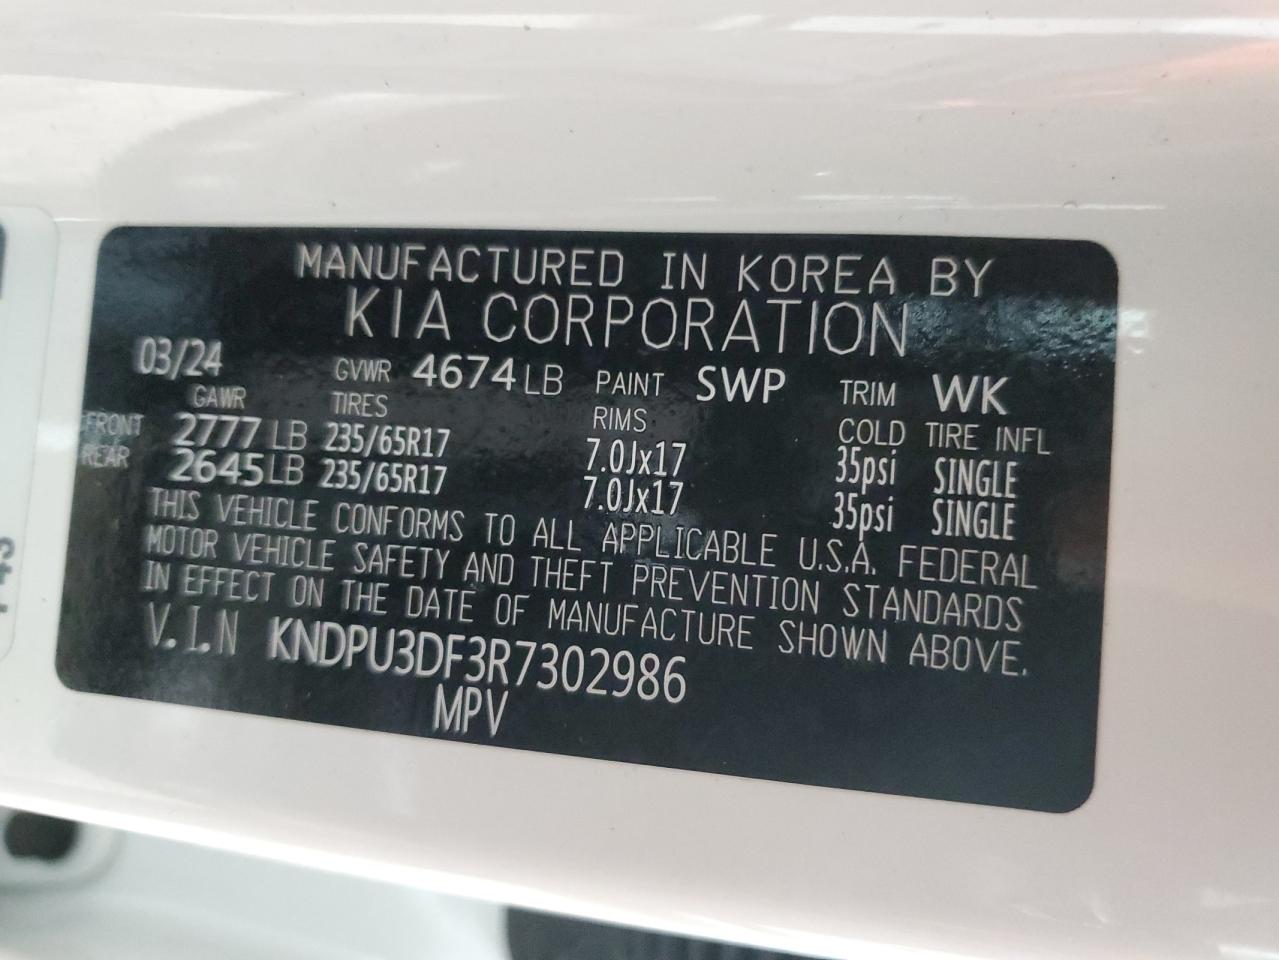 MANUFACTURED IN KOREA BY
KIA CORPORATION
03/24 GVWR 4674 LB PAINT SWP TRIM WK
GAWR TIRES RIMS COLD TIRE INFL
FRONT 2777 LB 235/65R17 7.0Jx17 35psi SINGLE
REAR 2645 LB 235/65R17 7.0Jx17 35psi SINGLE
THIS VEHICLE CONFORMS TO ALL APPLICABLE U.S.A. FEDERAL
MOTOR VEHICLE SAFETY AND THEFT PREVENTION STANDARDS
IN EFFECT ON THE DATE OF MANUFACTURE SHOWN ABOVE.
V.I.N KNDPU3DF3R7302986
MPV